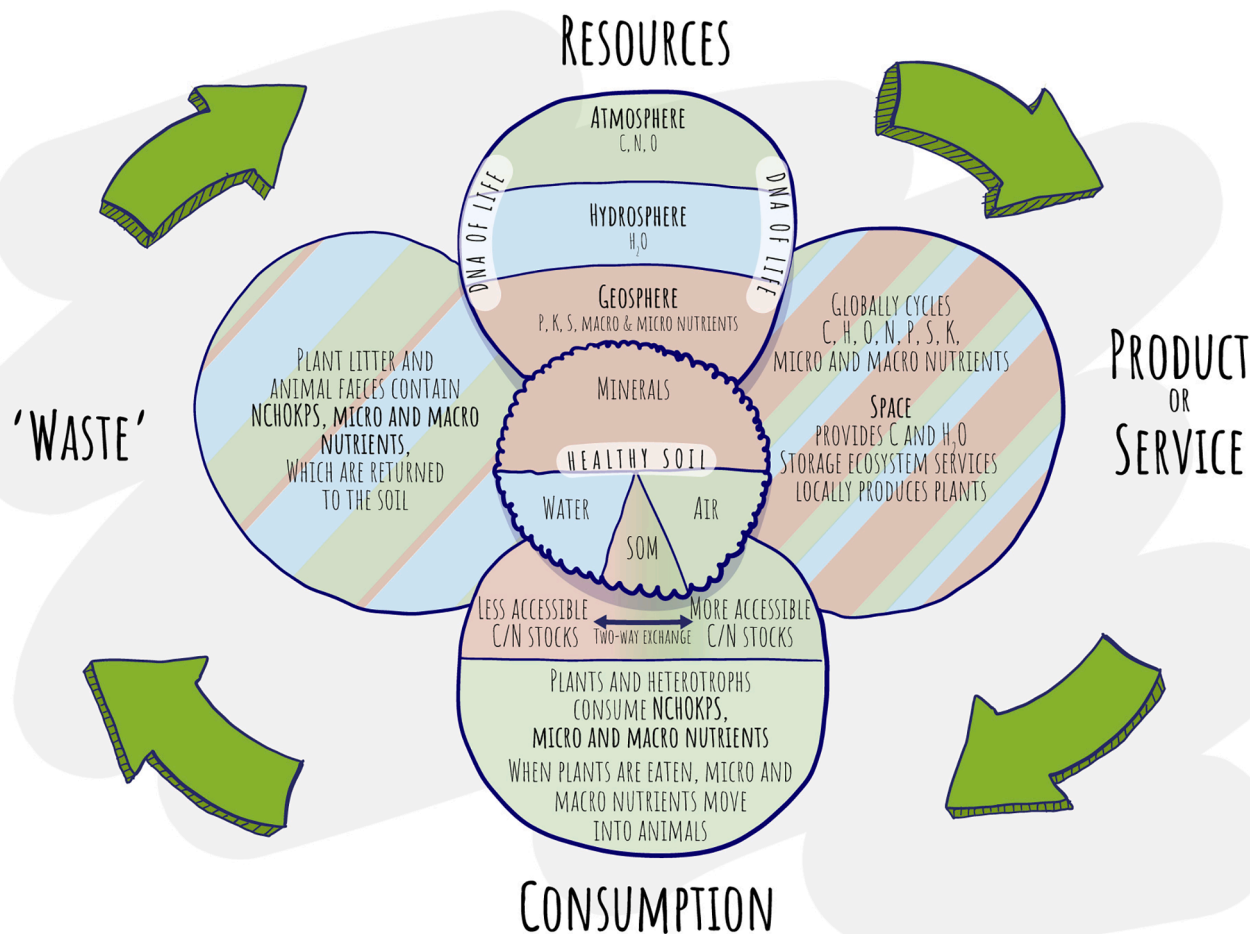 RESOURCES
ATMOSPHERE
C, N, O
DNA OF LIFE
DNA OF LIFE
HYDROSPHERE
H2O
GEOSPHERE
P, K, S, MACRO & MICRO NUTRIENTS
MINERALS
HEALTHY SOIL
WATER
AIR
SOM
GLOBALLY CYCLES
C, H, O, N, P, S, K,
MICRO AND MACRO NUTRIENTS
SPACE
PROVIDES C AND H2O
STORAGE ECOSYSTEM SERVICES
LOCALLY PRODUCES PLANTS
PRODUCT
OR
SERVICE
LESS ACCESSIBLE
C/N STOCKS
TWO-WAY EXCHANGE
MORE ACCESSIBLE
C/N STOCKS
PLANTS AND HETEROTROPHS
CONSUME NCHOKPS,
MICRO AND MACRO NUTRIENTS
WHEN PLANTS ARE EATEN, MICRO AND
MACRO NUTRIENTS MOVE
INTO ANIMALS
CONSUMPTION
PLANT LITTER AND
ANIMAL FAECES CONTAIN
NCHOKPS, MICRO AND MACRO
NUTRIENTS,
WHICH ARE RETURNED
TO THE SOIL
'WASTE'